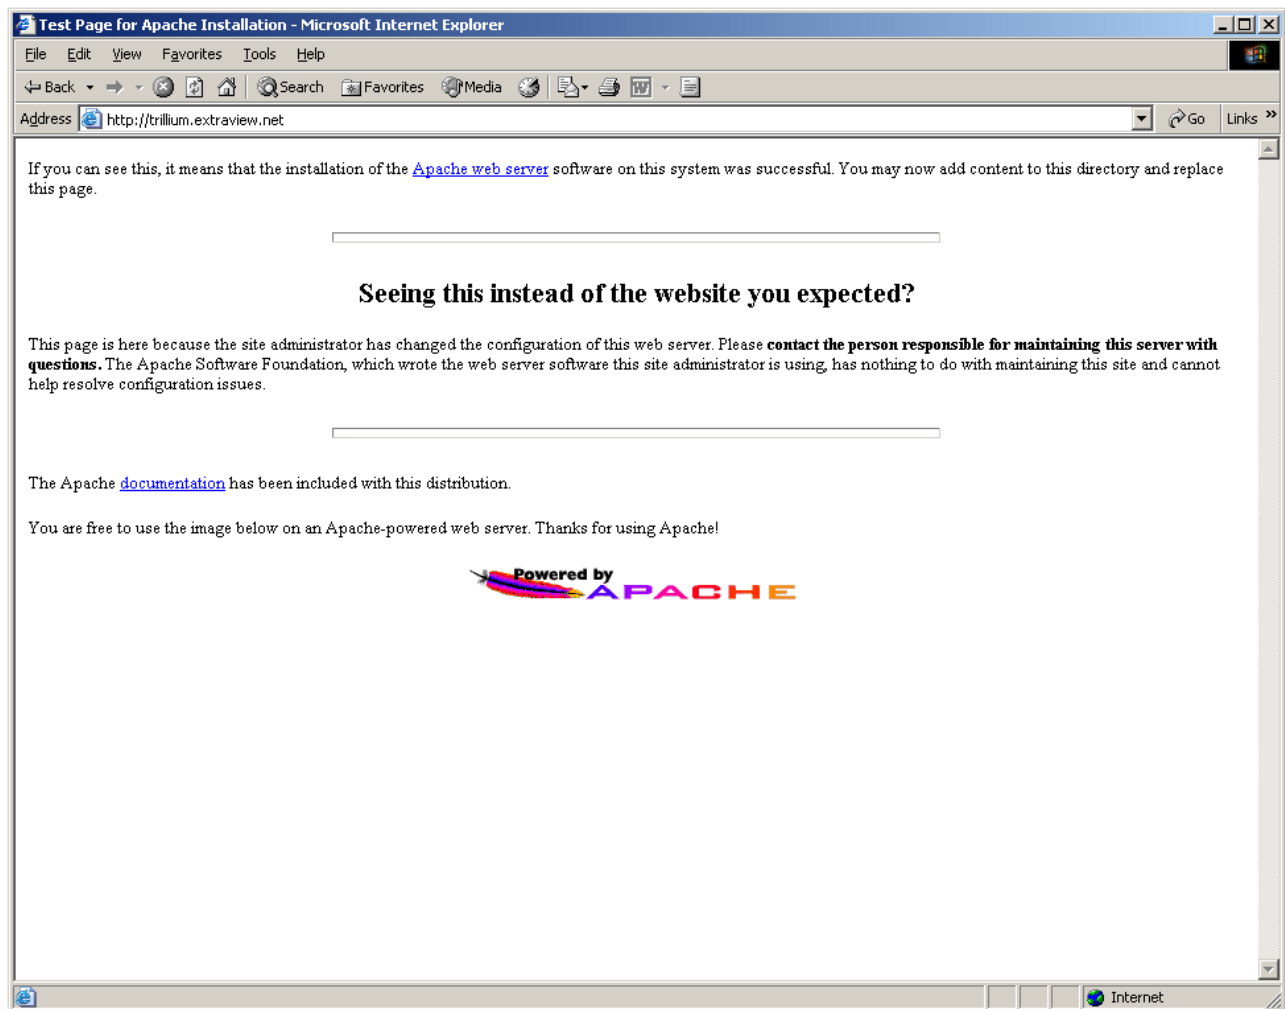 Test Page for Apache Installation - Microsoft Internet Explorer
File Edit View Favorites Tools Help
Back Search Favorites Media
Address http://trillium.extraview.net Go Links »
If you can see this, it means that the installation of the Apache web server software on this system was successful. You may now add content to this directory and replace
this page.
Seeing this instead of the website you expected?
This page is here because the site administrator has changed the configuration of this web server. Please contact the person responsible for maintaining this server with
questions. The Apache Software Foundation, which wrote the web server software this site administrator is using, has nothing to do with maintaining this site and cannot
help resolve configuration issues.
The Apache documentation has been included with this distribution.
You are free to use the image below on an Apache-powered web server. Thanks for using Apache!
Powered by
APACHE
Internet